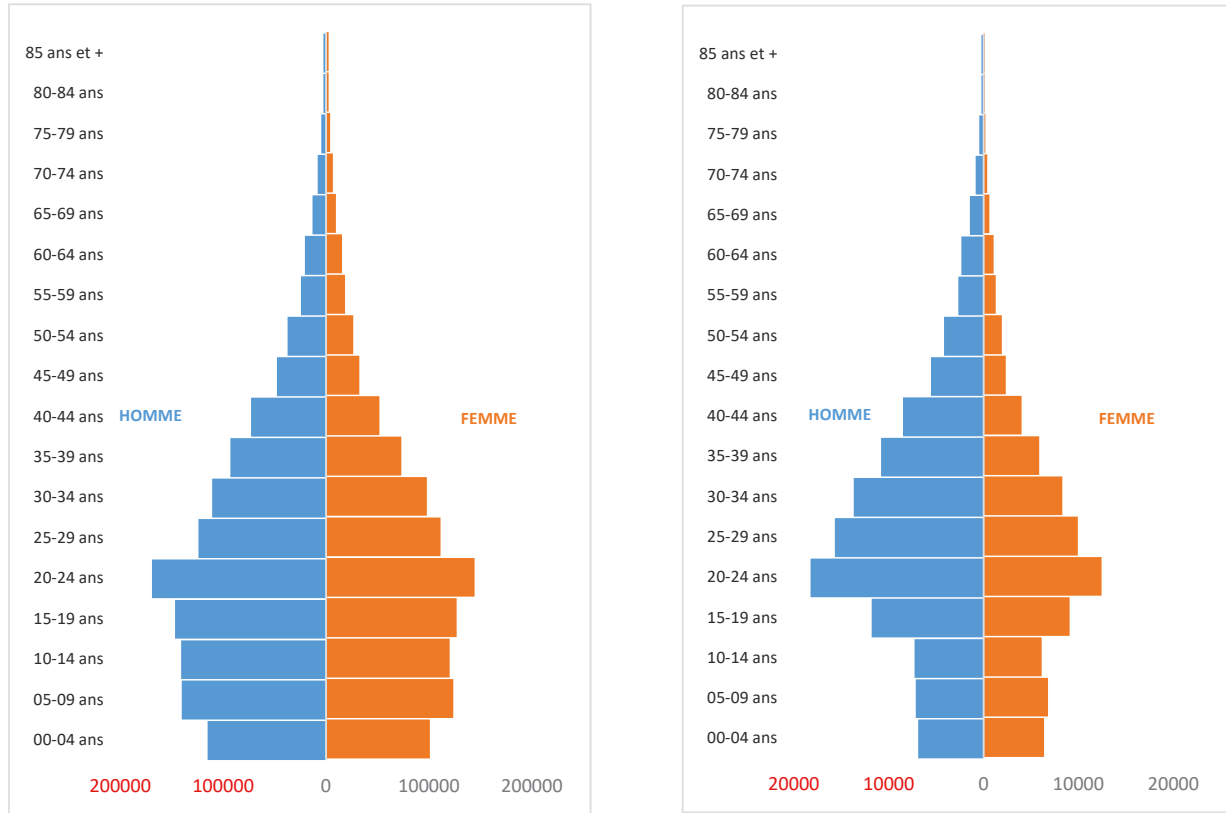 85 ans et +
80-84 ans
75-79 ans
70-74 ans
65-69 ans
60-64 ans
55-59 ans
50-54 ans
45-49 ans
40-44 ans
HOMME
FEMME
35-39 ans
30-34 ans
25-29 ans
20-24 ans
15-19 ans
10-14 ans
05-09 ans
00-04 ans
200000 100000 0 100000 200000
85 ans et +
80-84 ans
75-79 ans
70-74 ans
65-69 ans
60-64 ans
55-59 ans
50-54 ans
45-49 ans
40-44 ans
HOMME
FEMME
35-39 ans
30-34 ans
25-29 ans
20-24 ans
15-19 ans
10-14 ans
05-09 ans
00-04 ans
20000 10000 0 10000 20000